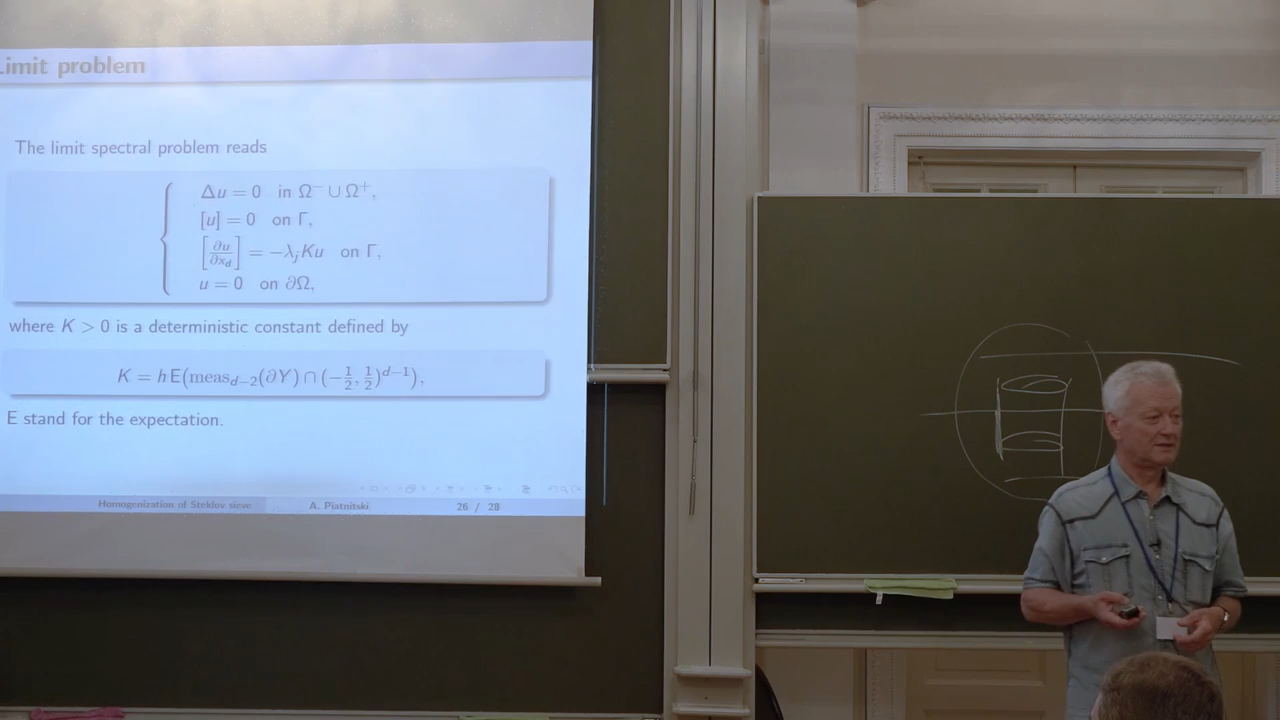 Limit problem
The limit spectral problem reads
Δu = 0 in Ω⁻ ∪ Ω⁺,
[u] = 0 on Γ,
[∂u/∂x_d] = −λ_j K u on Γ,
u = 0 on ∂Ω,
where K > 0 is a deterministic constant defined by
K = h E(meas_{d−2}(∂Y) ∩ (−1/2, 1/2)^{d−1}),
E stand for the expectation.
Homogenization of Steklov sieve A. Piatnitski 26 / 28